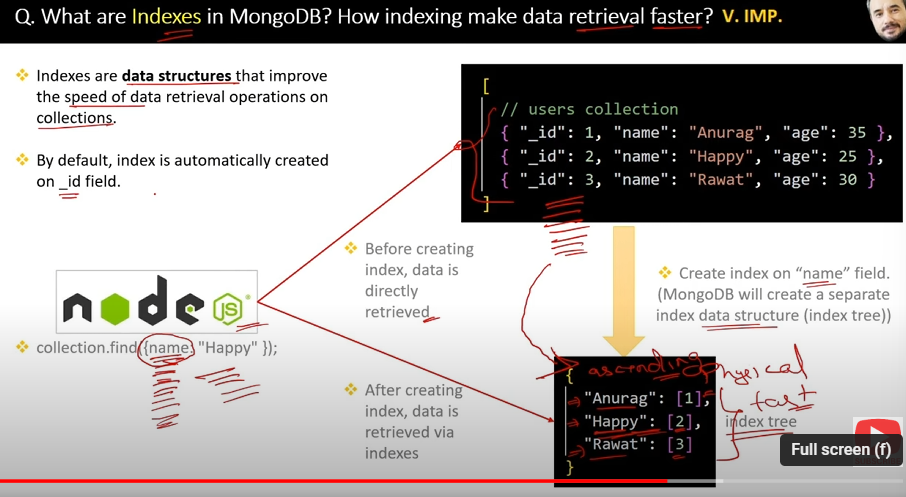 Q. What are Indexes in MongoDB? How indexing make data retrieval faster? V. IMP.
❖ Indexes are data structures that improve
the speed of data retrieval operations on
collections.
❖ By default, index is automatically created
on _id field.
[
// users collection
{ "_id": 1, "name": "Anurag", "age": 35 },
{ "_id": 2, "name": "Happy", "age": 25 },
{ "_id": 3, "name": "Rawat", "age": 30 }
]
❖ Before creating
index, data is
directly
retrieved
❖ Create index on “name” field.
(MongoDB will create a separate
index data structure (index tree))
node
JS
❖ collection.find({name: "Happy" });
❖ After creating
index, data is
retrieved via
indexes
ascending physical
fast
{
"Anurag": [1],
"Happy": [2],
"Rawat": [3]
}
index tree
Full screen (f)